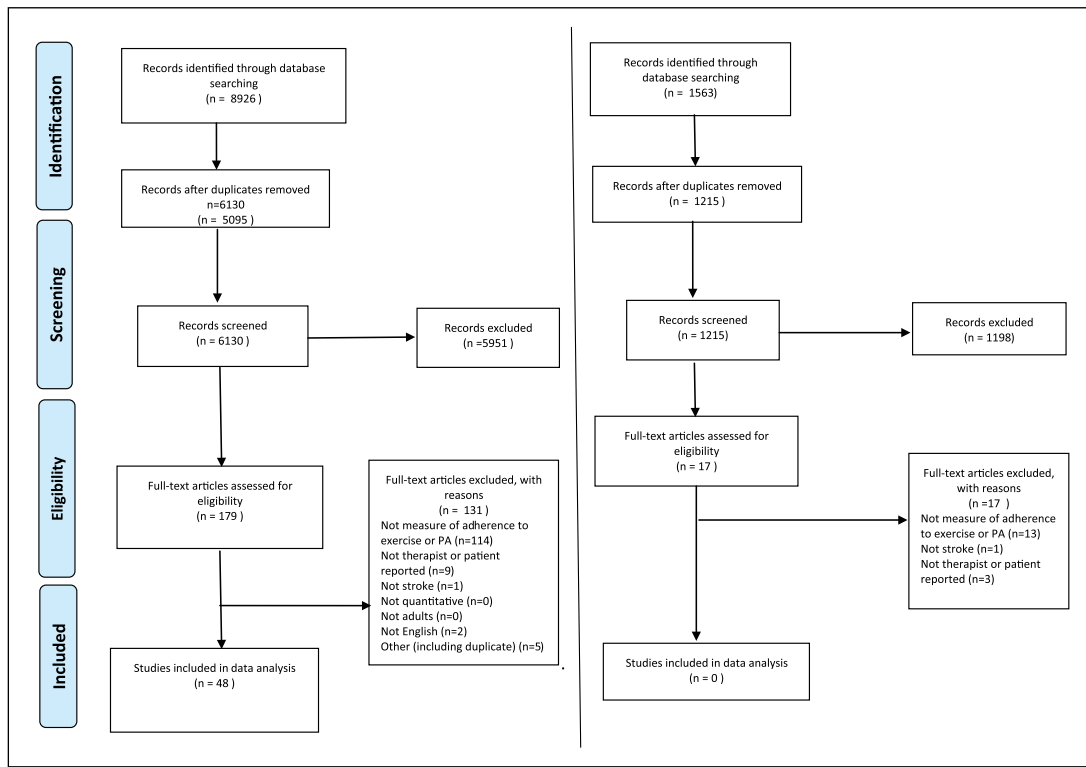 Identification
Screening
Eligibility
Included
Records identified through database
searching
(n = 8926 )
Records after duplicates removed
n=6130
(n = 5095 )
Records screened
(n = 6130)
Records excluded
(n =5951 )
Full-text articles assessed for
eligibility
(n = 179)
Full-text articles excluded, with
reasons
(n = 131)
Not measure of adherence to
exercise or PA (n=114)
Not therapist or patient
reported (n=9)
Not stroke (n=1)
Not quantitative (n=0)
Not adults (n=0)
Not English (n=2)
Other (including duplicate) (n=5)
.
Studies included in data analysis
(n = 48 )
Records identified through
database searching
(n = 1563)
Records after duplicates removed
(n = 1215 )
Records screened
(n = 1215)
Records excluded
(n = 1198)
Full-text articles assessed for
eligibility
(n = 17 )
Full-text articles excluded,
with reasons
(n =17 )
Not measure of adherence
to exercise or PA (n=13)
Not stroke (n=1)
Not therapist or patient
reported (n=3)
Studies included in data analysis
(n = 0 )